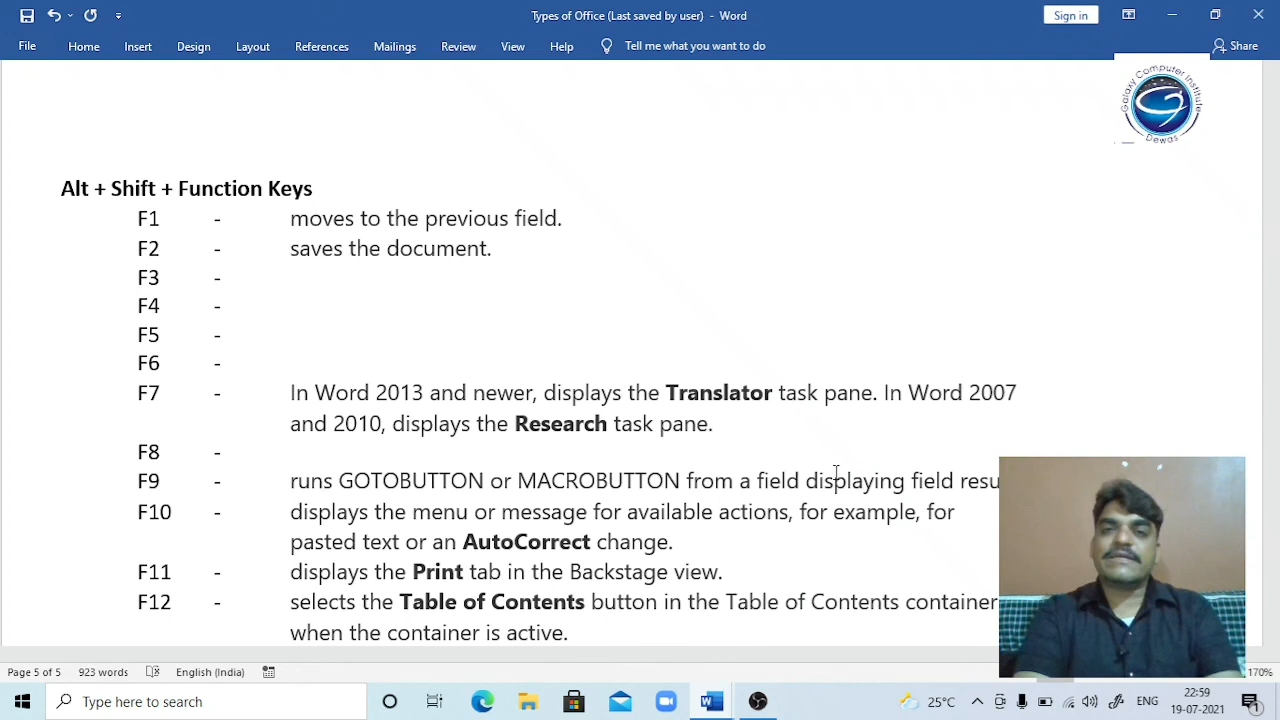 Types of Office (Last saved by user) - Word
Sign in
File Home Insert Design Layout References Mailings Review View Help Tell me what you want to do Share
Galaxy Computer Institute
Dewas
Alt + Shift + Function Keys
F1 - moves to the previous field.
F2 - saves the document.
F3 -
F4 -
F5 -
F6 -
F7 - In Word 2013 and newer, displays the Translator task pane. In Word 2007
and 2010, displays the Research task pane.
F8 -
F9 - runs GOTOBUTTON or MACROBUTTON from a field displaying field resu
F10 - displays the menu or message for available actions, for example, for
pasted text or an AutoCorrect change.
F11 - displays the Print tab in the Backstage view.
F12 - selects the Table of Contents button in the Table of Contents container
when the container is active.
Page 5 of 5 923 words English (India) 170%
Type here to search
25°C ENG 22:59
19-07-2021